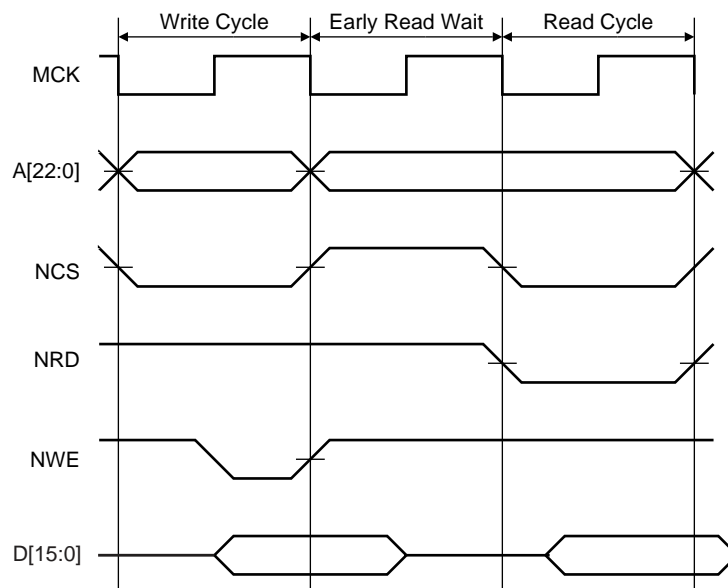 Write Cycle Early Read Wait Read Cycle
MCK
A[22:0]
NCS
NRD
NWE
D[15:0]